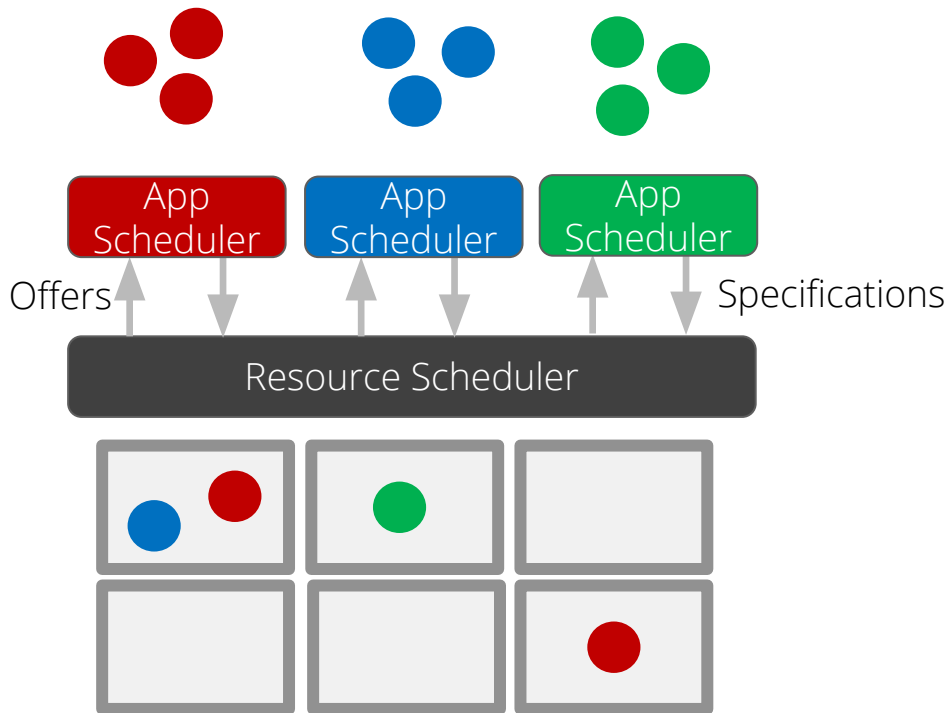 App
Scheduler
App
Scheduler
App
Scheduler
Offers
Specifications
Resource Scheduler